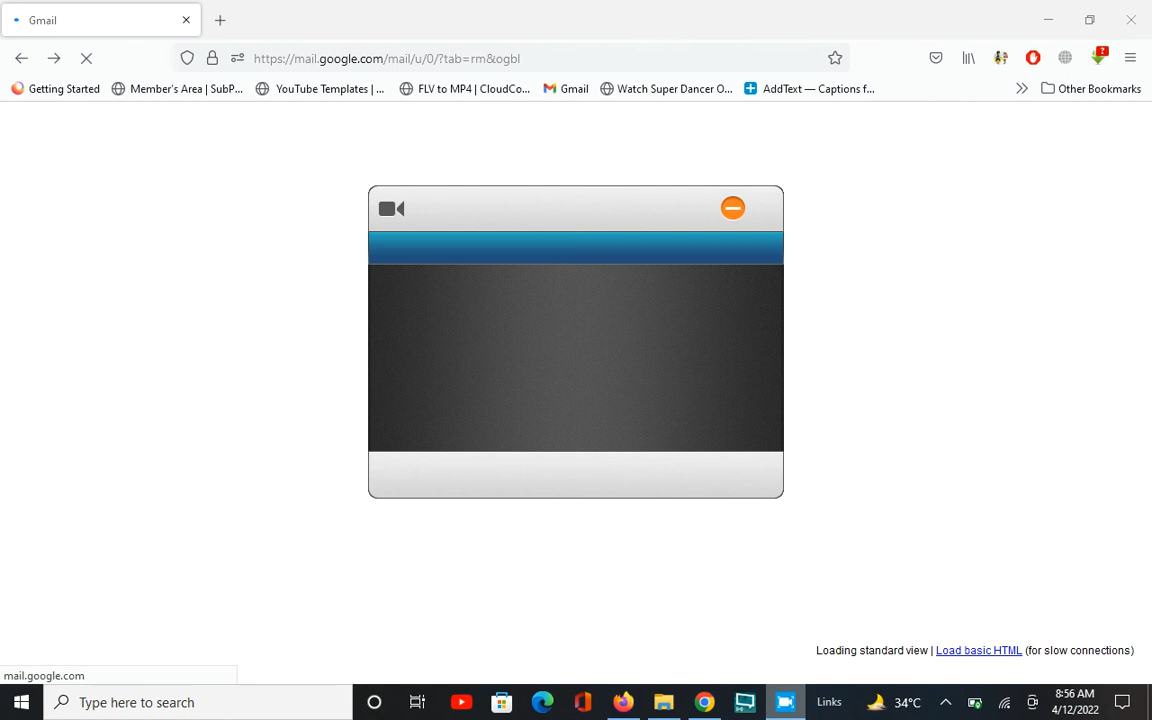 Gmail
https://mail.google.com/mail/u/0/?tab=rm&ogbl
Getting Started Member's Area | SubP... YouTube Templates | ... FLV to MP4 | CloudCo... Gmail Watch Super Dancer O... AddText — Captions f... Other Bookmarks
Loading standard view | Load basic HTML (for slow connections)
mail.google.com
Type here to search Links 34°C 8:56 AM
4/12/2022